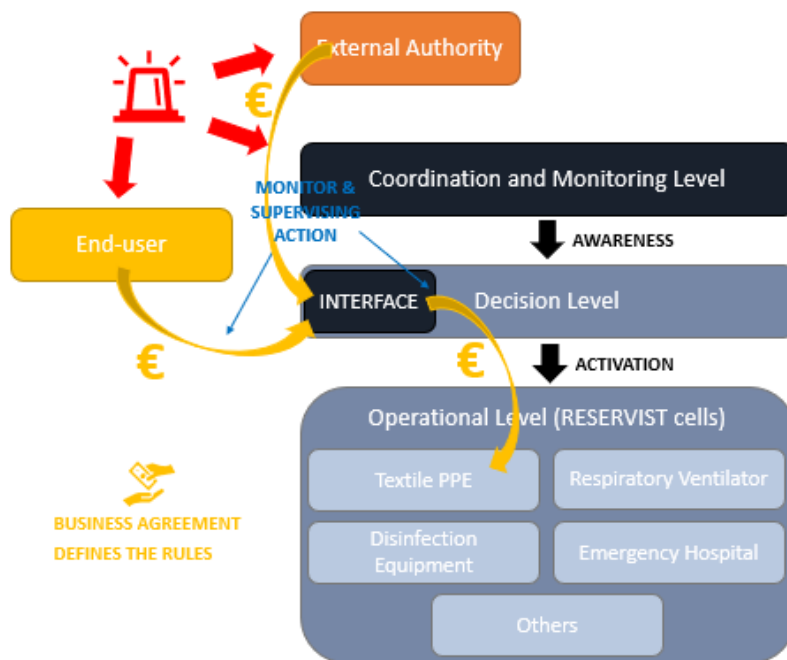 External Authority
€
Coordination and Monitoring Level
MONITOR &
SUPERVISING
ACTION
End-user
AWARENESS
INTERFACE
Decision Level
€
€
ACTIVATION
Operational Level (RESERVIST cells)
Textile PPE
Respiratory Ventilator
Disinfection
Equipment
Emergency Hospital
Others
BUSINESS AGREEMENT
DEFINES THE RULES